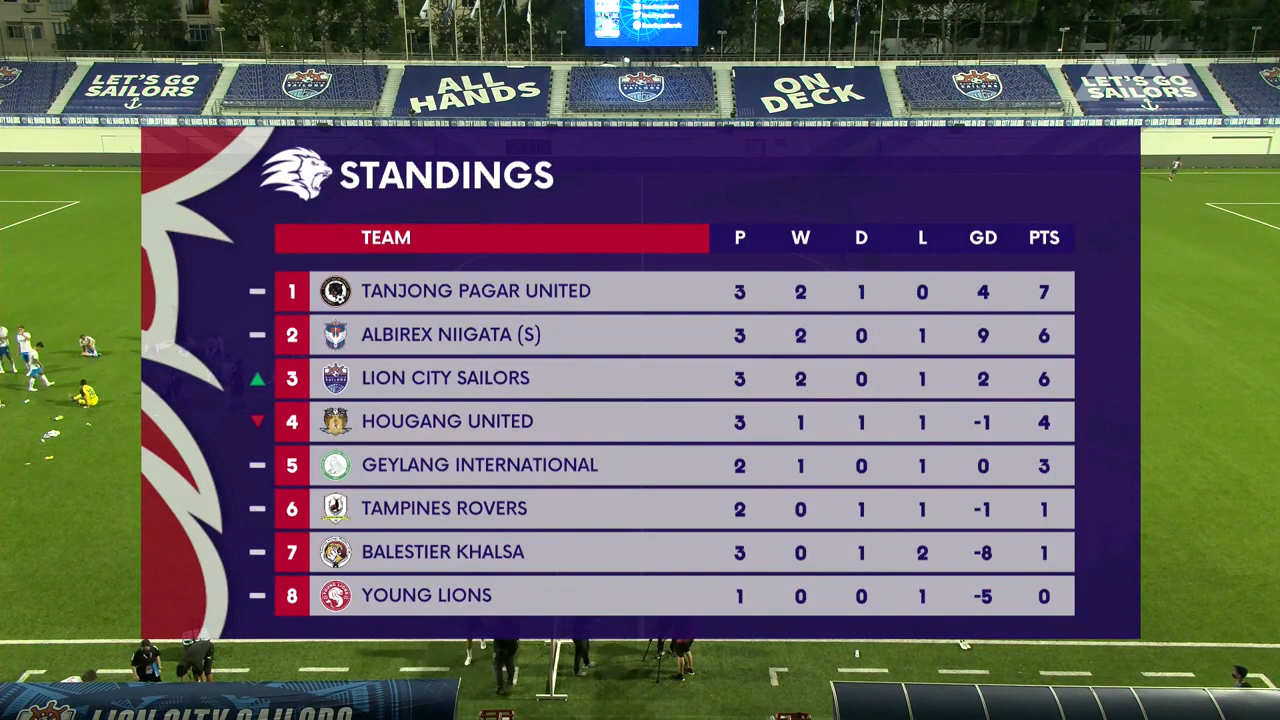 LET'S GO SAILORS
ALL HANDS
ON DECK
LET'S GO SAILORS
STANDINGS
TEAM P W D L GD PTS
1 TANJONG PAGAR UNITED 3 2 1 0 4 7
2 ALBIREX NIIGATA (S) 3 2 0 1 9 6
3 LION CITY SAILORS 3 2 0 1 2 6
4 HOUGANG UNITED 3 1 1 1 -1 4
5 GEYLANG INTERNATIONAL 2 1 0 1 0 3
6 TAMPINES ROVERS 2 0 1 1 -1 1
7 BALESTIER KHALSA 3 0 1 2 -8 1
8 YOUNG LIONS 1 0 0 1 -5 0
LION CITY SAILORS